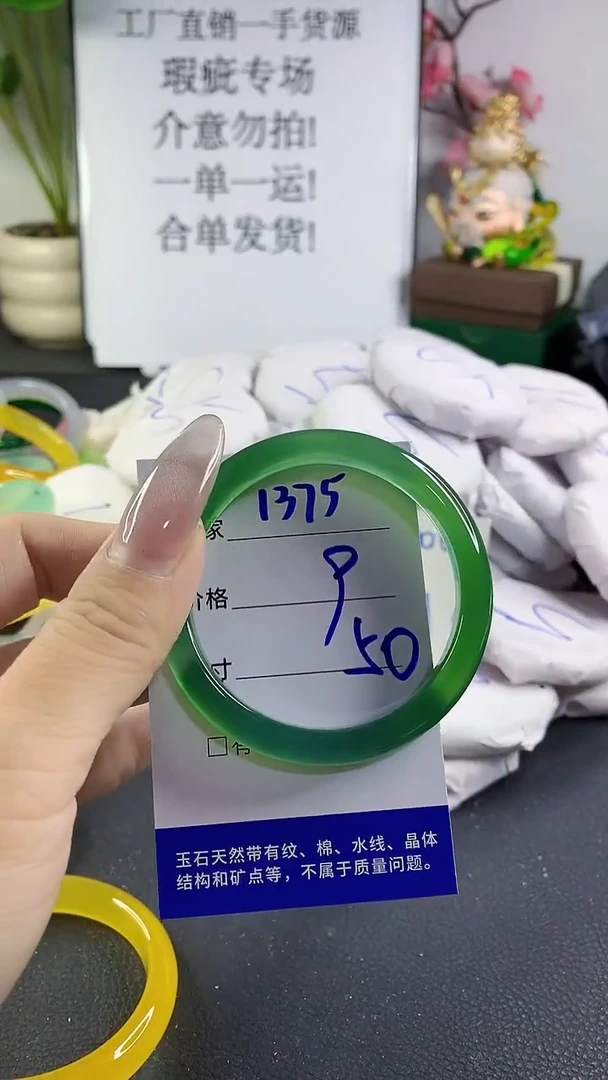 工厂直销一手货源
瑕疵专场
介意勿拍!
一单一运!
合单发货!
家 1375
价格 9
寸 50
玉石天然带有纹、棉、水线、晶体
结构和矿点等，不属于质量问题。